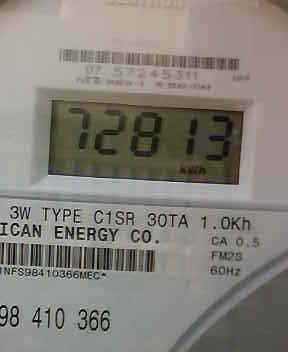 07 57245311
72813
kWh
3W TYPE C1SR 30TA 1.0Kh
ICAN ENERGY CO.
CA 0.5
FM2S
60Hz
INFS98410366MEC*
98 410 366